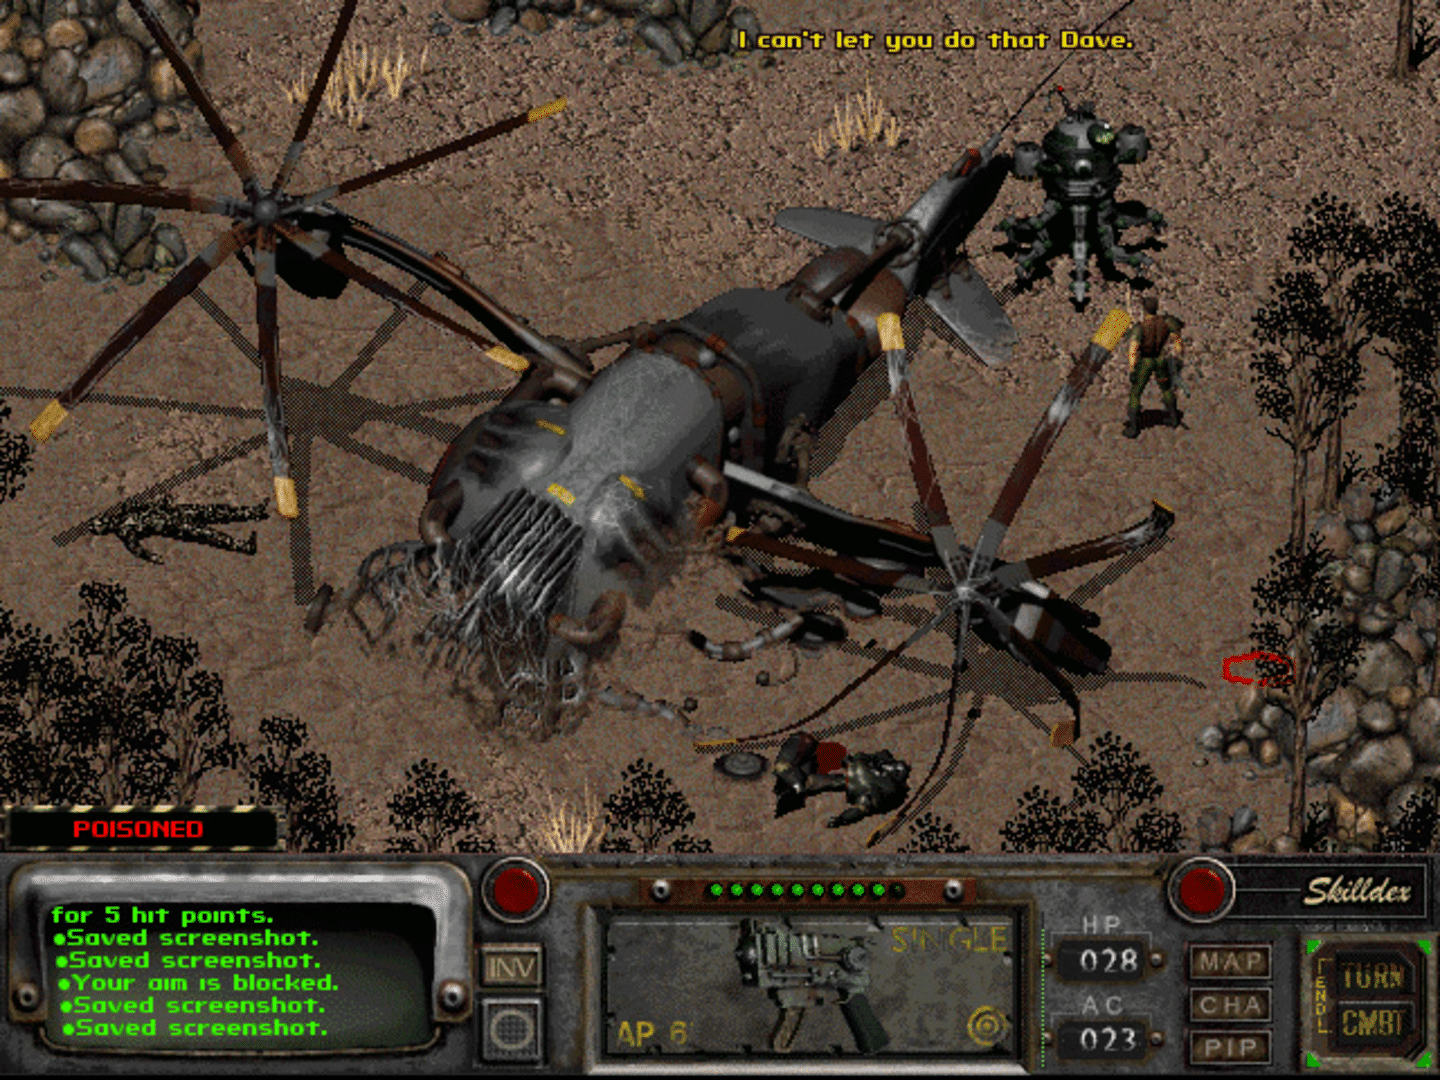 I can't let you do that Dave.
POISONED
for 5 hit points.
•Saved screenshot.
•Saved screenshot.
•Your aim is blocked.
•Saved screenshot.
•Saved screenshot.
INV
SINGLE
AP 6
HP
028
AC
023
Skilldex
MAP
CHA
PIP
END
TURN
CMBT